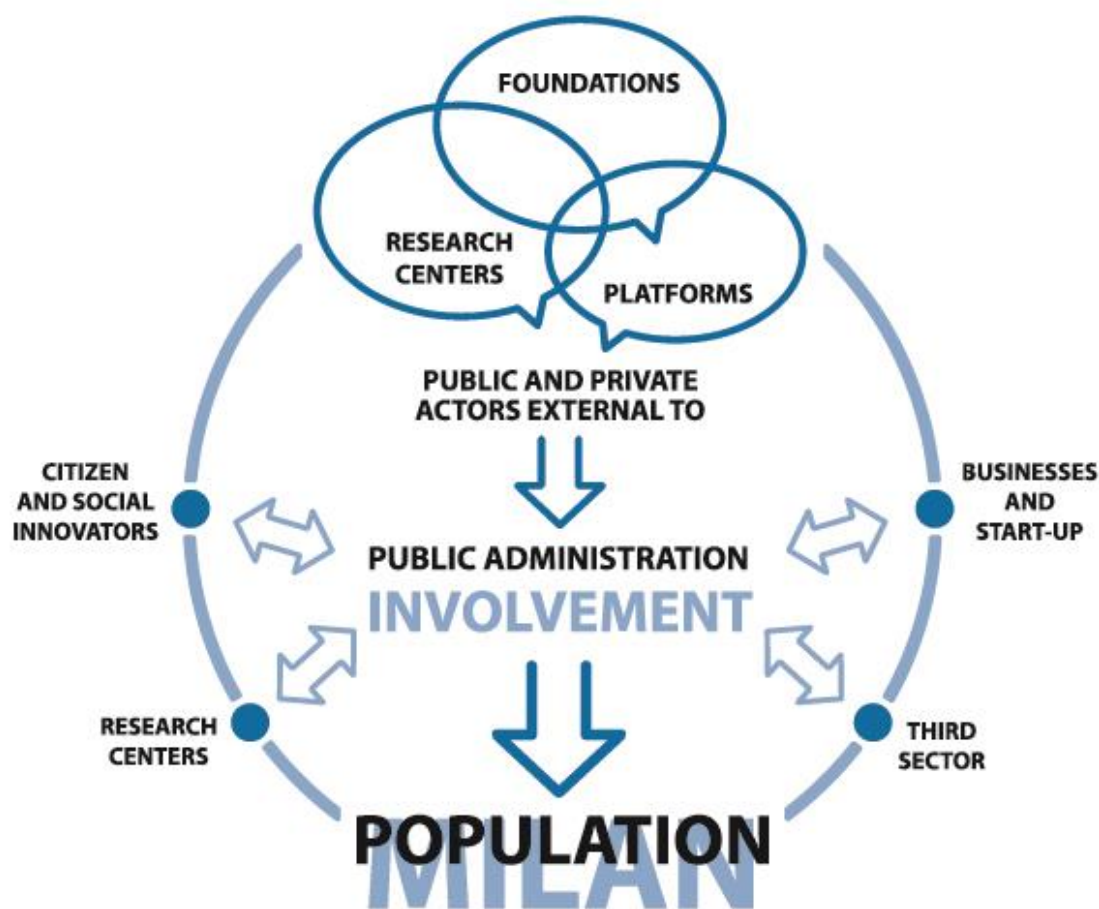 FOUNDATIONS
RESEARCH
CENTERS
PLATFORMS
PUBLIC AND PRIVATE
ACTORS EXTERNAL TO
CITIZEN
AND SOCIAL
INNOVATORS
BUSINESSES
AND
START-UP
PUBLIC ADMINISTRATION
INVOLVEMENT
RESEARCH
CENTERS
THIRD
SECTOR
POPULATION
MILAN